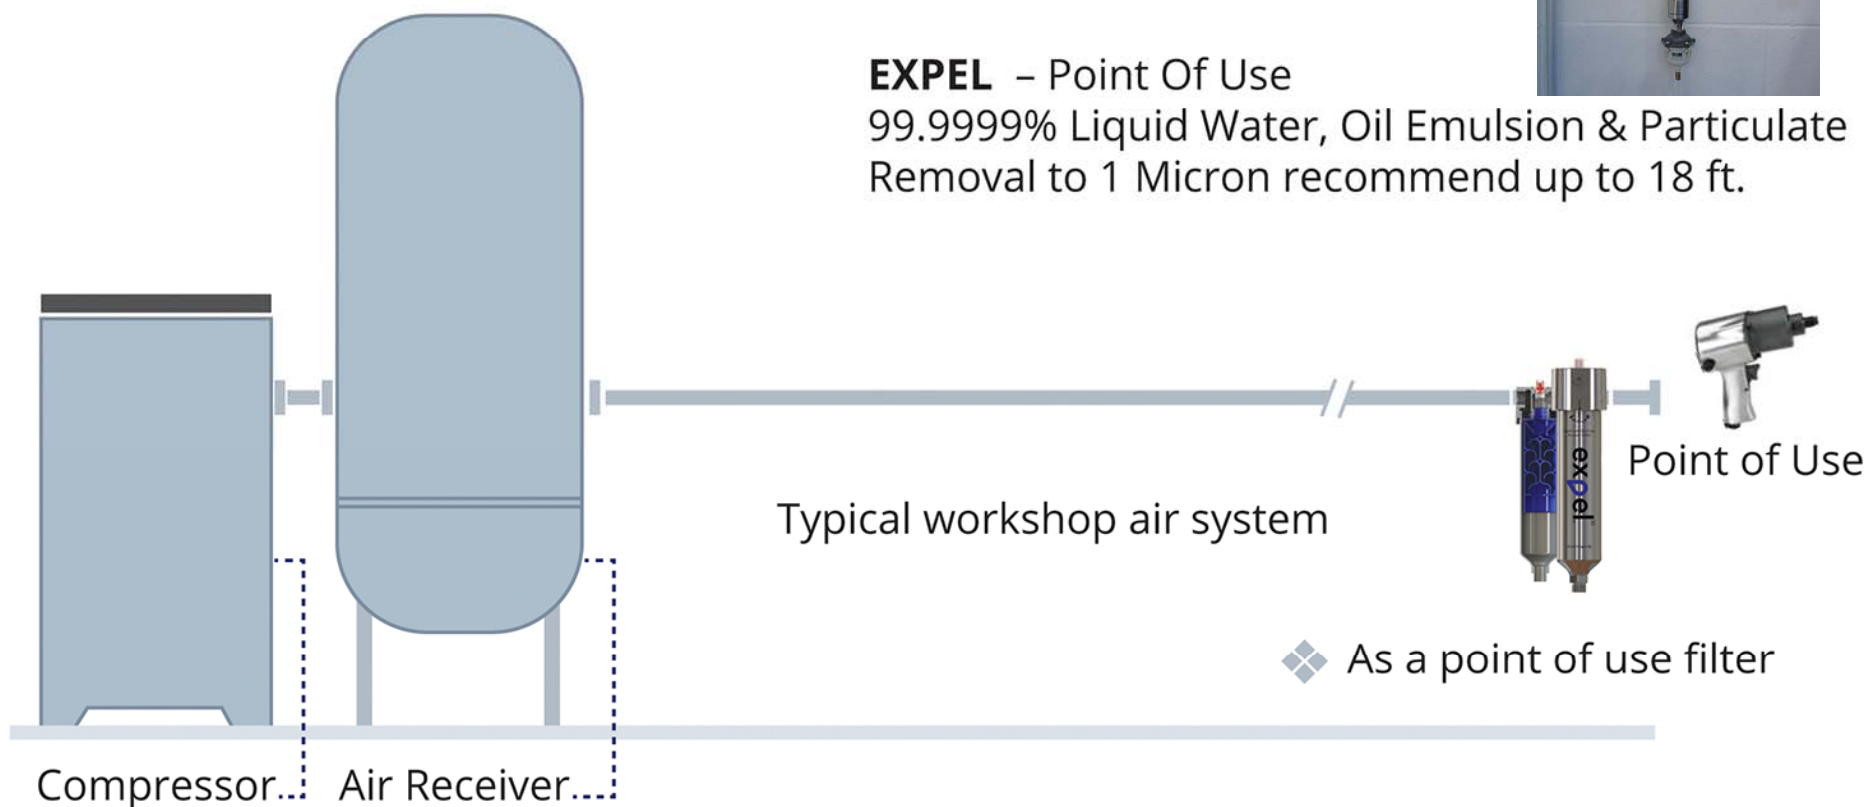 EXPEL – Point Of Use
99.9999% Liquid Water, Oil Emulsion & Particulate
Removal to 1 Micron recommend up to 18 ft.
expel
Point of Use
Typical workshop air system
As a point of use filter
Compressor
Air Receiver